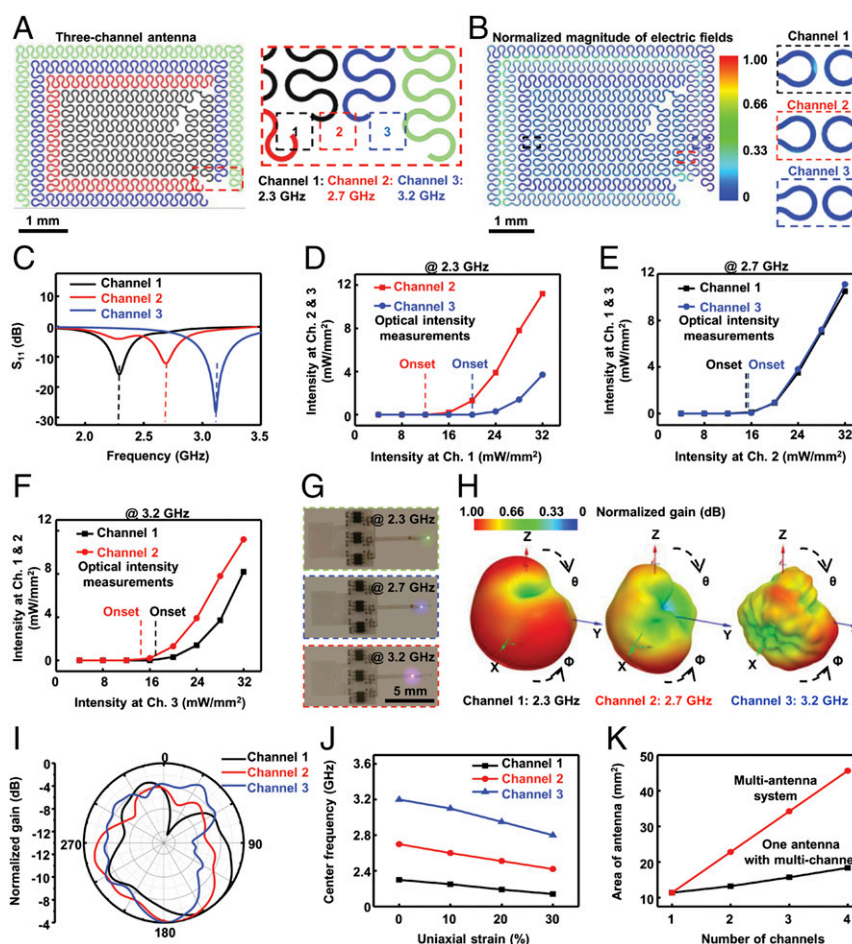 A
Three-channel antenna
1
2
3
Channel 1: Channel 2: Channel 3:
2.3 GHz 2.7 GHz 3.2 GHz
1 mm
B
Normalized magnitude of electric fields
1.00
0.66
0.33
0
Channel 1
Channel 2
Channel 3
1 mm
C
Channel 1
Channel 2
Channel 3
S11 (dB)
10
0
-10
-20
-30
2.0 2.5 3.0 3.5
Frequency (GHz)
D
@ 2.3 GHz
Channel 2
Channel 3
Optical intensity
measurements
Onset Onset
Intensity at Ch. 2 & 3
(mW/mm²)
12
8
4
0
0 8 16 24 32
Intensity at Ch. 1 (mW/mm²)
E
@ 2.7 GHz
Channel 1
Channel 3
Optical intensity
measurements
Onset Onset
Intensity at Ch. 1 & 3
(mW/mm²)
12
8
4
0
0 8 16 24 32
Intensity at Ch. 2 (mW/mm²)
F
@ 3.2 GHz
Channel 1
Channel 2
Optical intensity
measurements
Onset Onset
Intensity at Ch. 1 & 2
(mW/mm²)
12
8
4
0
0 8 16 24 32
Intensity at Ch. 3 (mW/mm²)
G
@ 2.3 GHz
@ 2.7 GHz
@ 3.2 GHz
5 mm
H
1.00 0.66 0.33 0 Normalized gain (dB)
Z Z Z
θ θ θ
Y
X X X
Φ Φ
Channel 1: 2.3 GHz Channel 2: 2.7 GHz Channel 3: 3.2 GHz
I
Channel 1
Channel 2
Channel 3
Normalized gain (dB)
0
-4
-8
-12
-12
-8
-4
0
90
180
270
J
Channel 1
Channel 2
Channel 3
Center frequency (GHz)
3.6
3.0
2.4
0 10 20 30
Uniaxial strain (%)
K
Multi-antenna
system
One antenna
with multi-channel
Area of antenna (mm²)
50
40
30
20
10
1 2 3 4
Number of channels